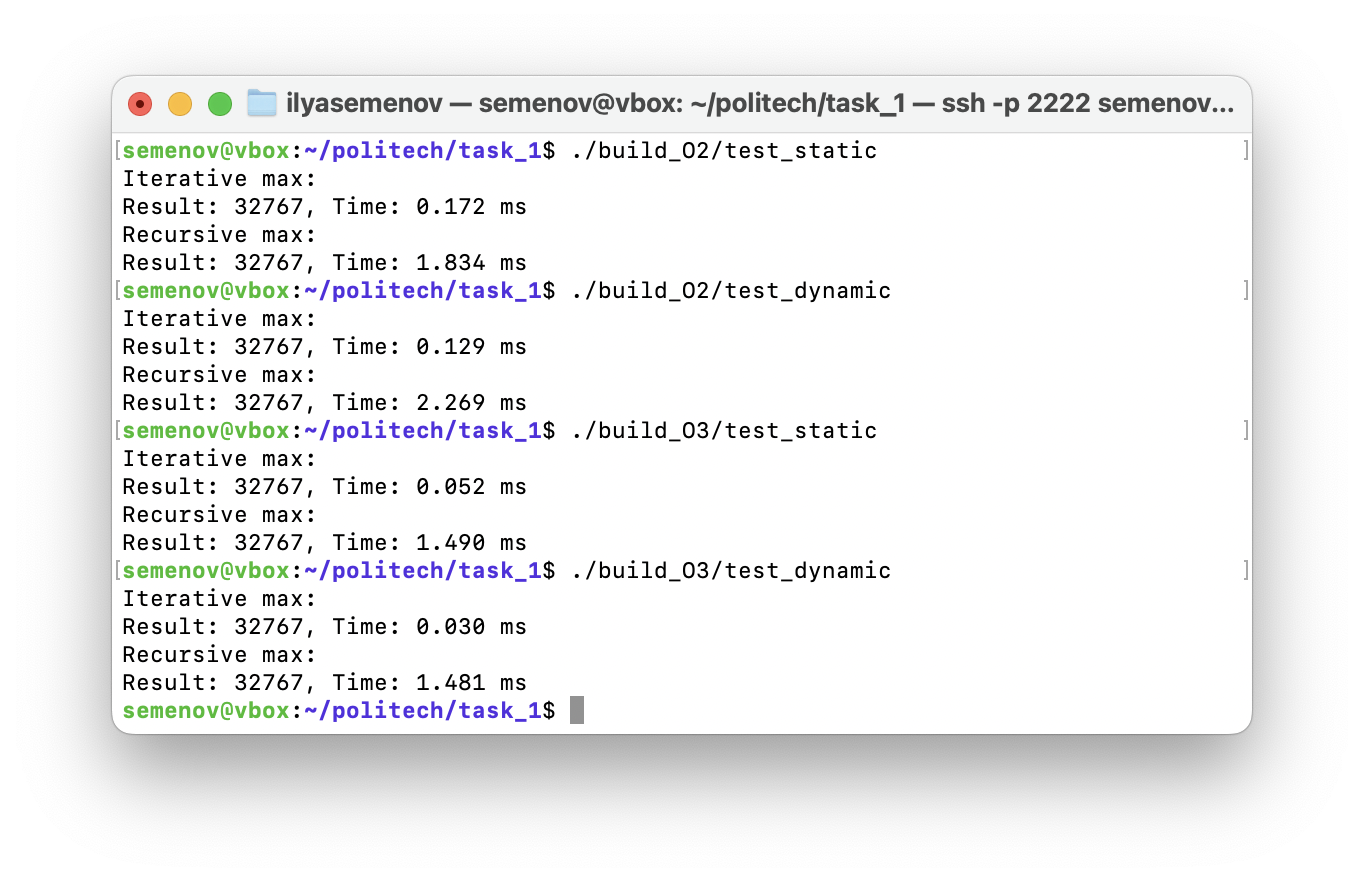 ilyasemenov — semenov@vbox: ~/politech/task_1 — ssh -p 2222 semenov...
[semenov@vbox:~/politech/task_1$ ./build_O2/test_static ]
Iterative max:
Result: 32767, Time: 0.172 ms
Recursive max:
Result: 32767, Time: 1.834 ms
[semenov@vbox:~/politech/task_1$ ./build_O2/test_dynamic ]
Iterative max:
Result: 32767, Time: 0.129 ms
Recursive max:
Result: 32767, Time: 2.269 ms
[semenov@vbox:~/politech/task_1$ ./build_O3/test_static ]
Iterative max:
Result: 32767, Time: 0.052 ms
Recursive max:
Result: 32767, Time: 1.490 ms
[semenov@vbox:~/politech/task_1$ ./build_O3/test_dynamic ]
Iterative max:
Result: 32767, Time: 0.030 ms
Recursive max:
Result: 32767, Time: 1.481 ms
semenov@vbox:~/politech/task_1$